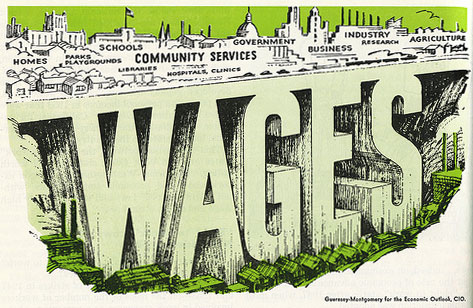 HOMES
PARKS
PLAYGROUNDS
SCHOOLS
LIBRARIES
COMMUNITY SERVICES
HOSPITALS, CLINICS
GOVERNMENT
BUSINESS
INDUSTRY
RESEARCH
AGRICULTURE
WAGES
Guernsey-Montgomery for the Economic Outlook, CIO.